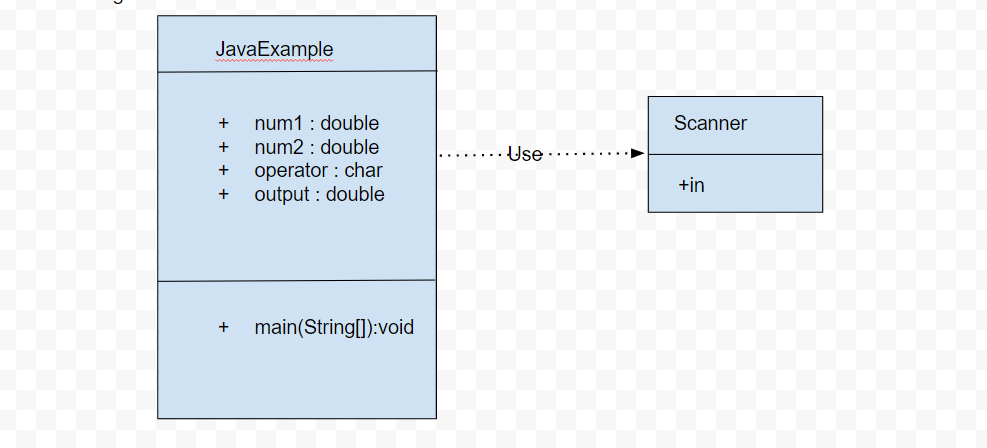 JavaExample
+ num1 : double
+ num2 : double
+ operator : char
+ output : double
+ main(String[]):void
Use
Scanner
+in